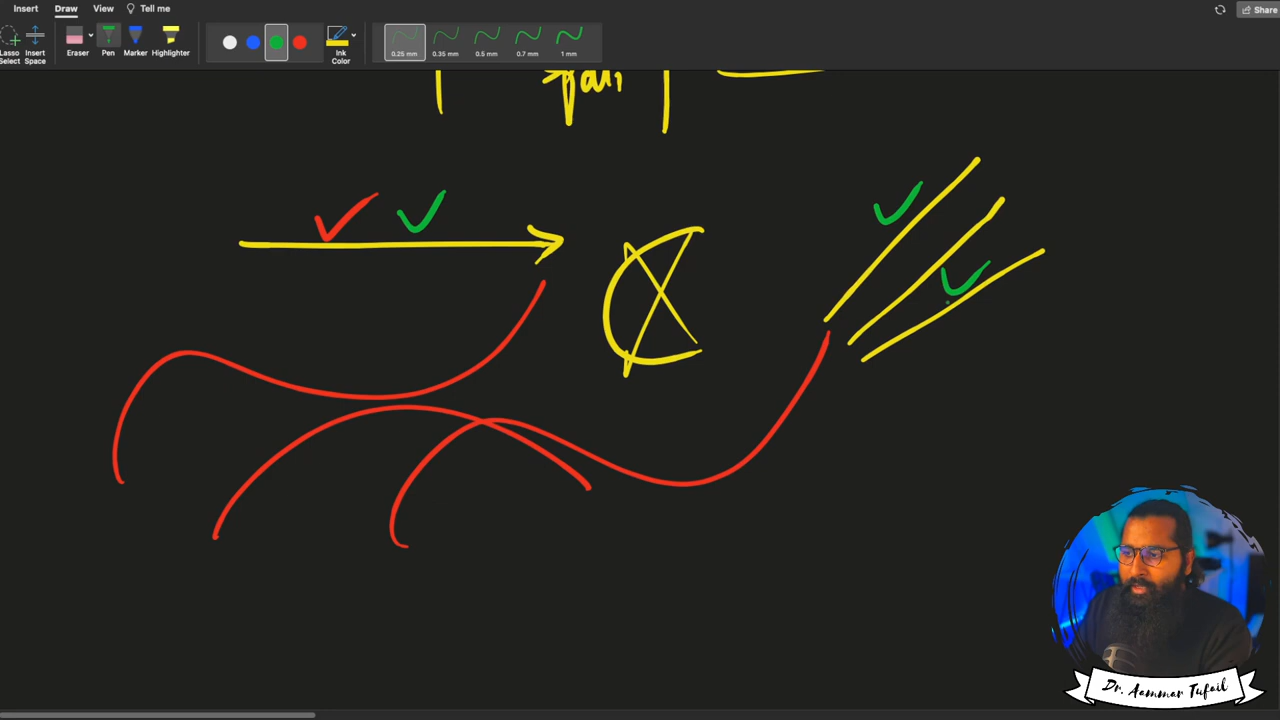 Insert Draw View Tell me Share
Lasso Select Insert Space Eraser Pen Marker Highlighter Ink Color 0.25 mm 0.35 mm 0.5 mm 0.7 mm 1 mm
Dr. Aammar Tufail